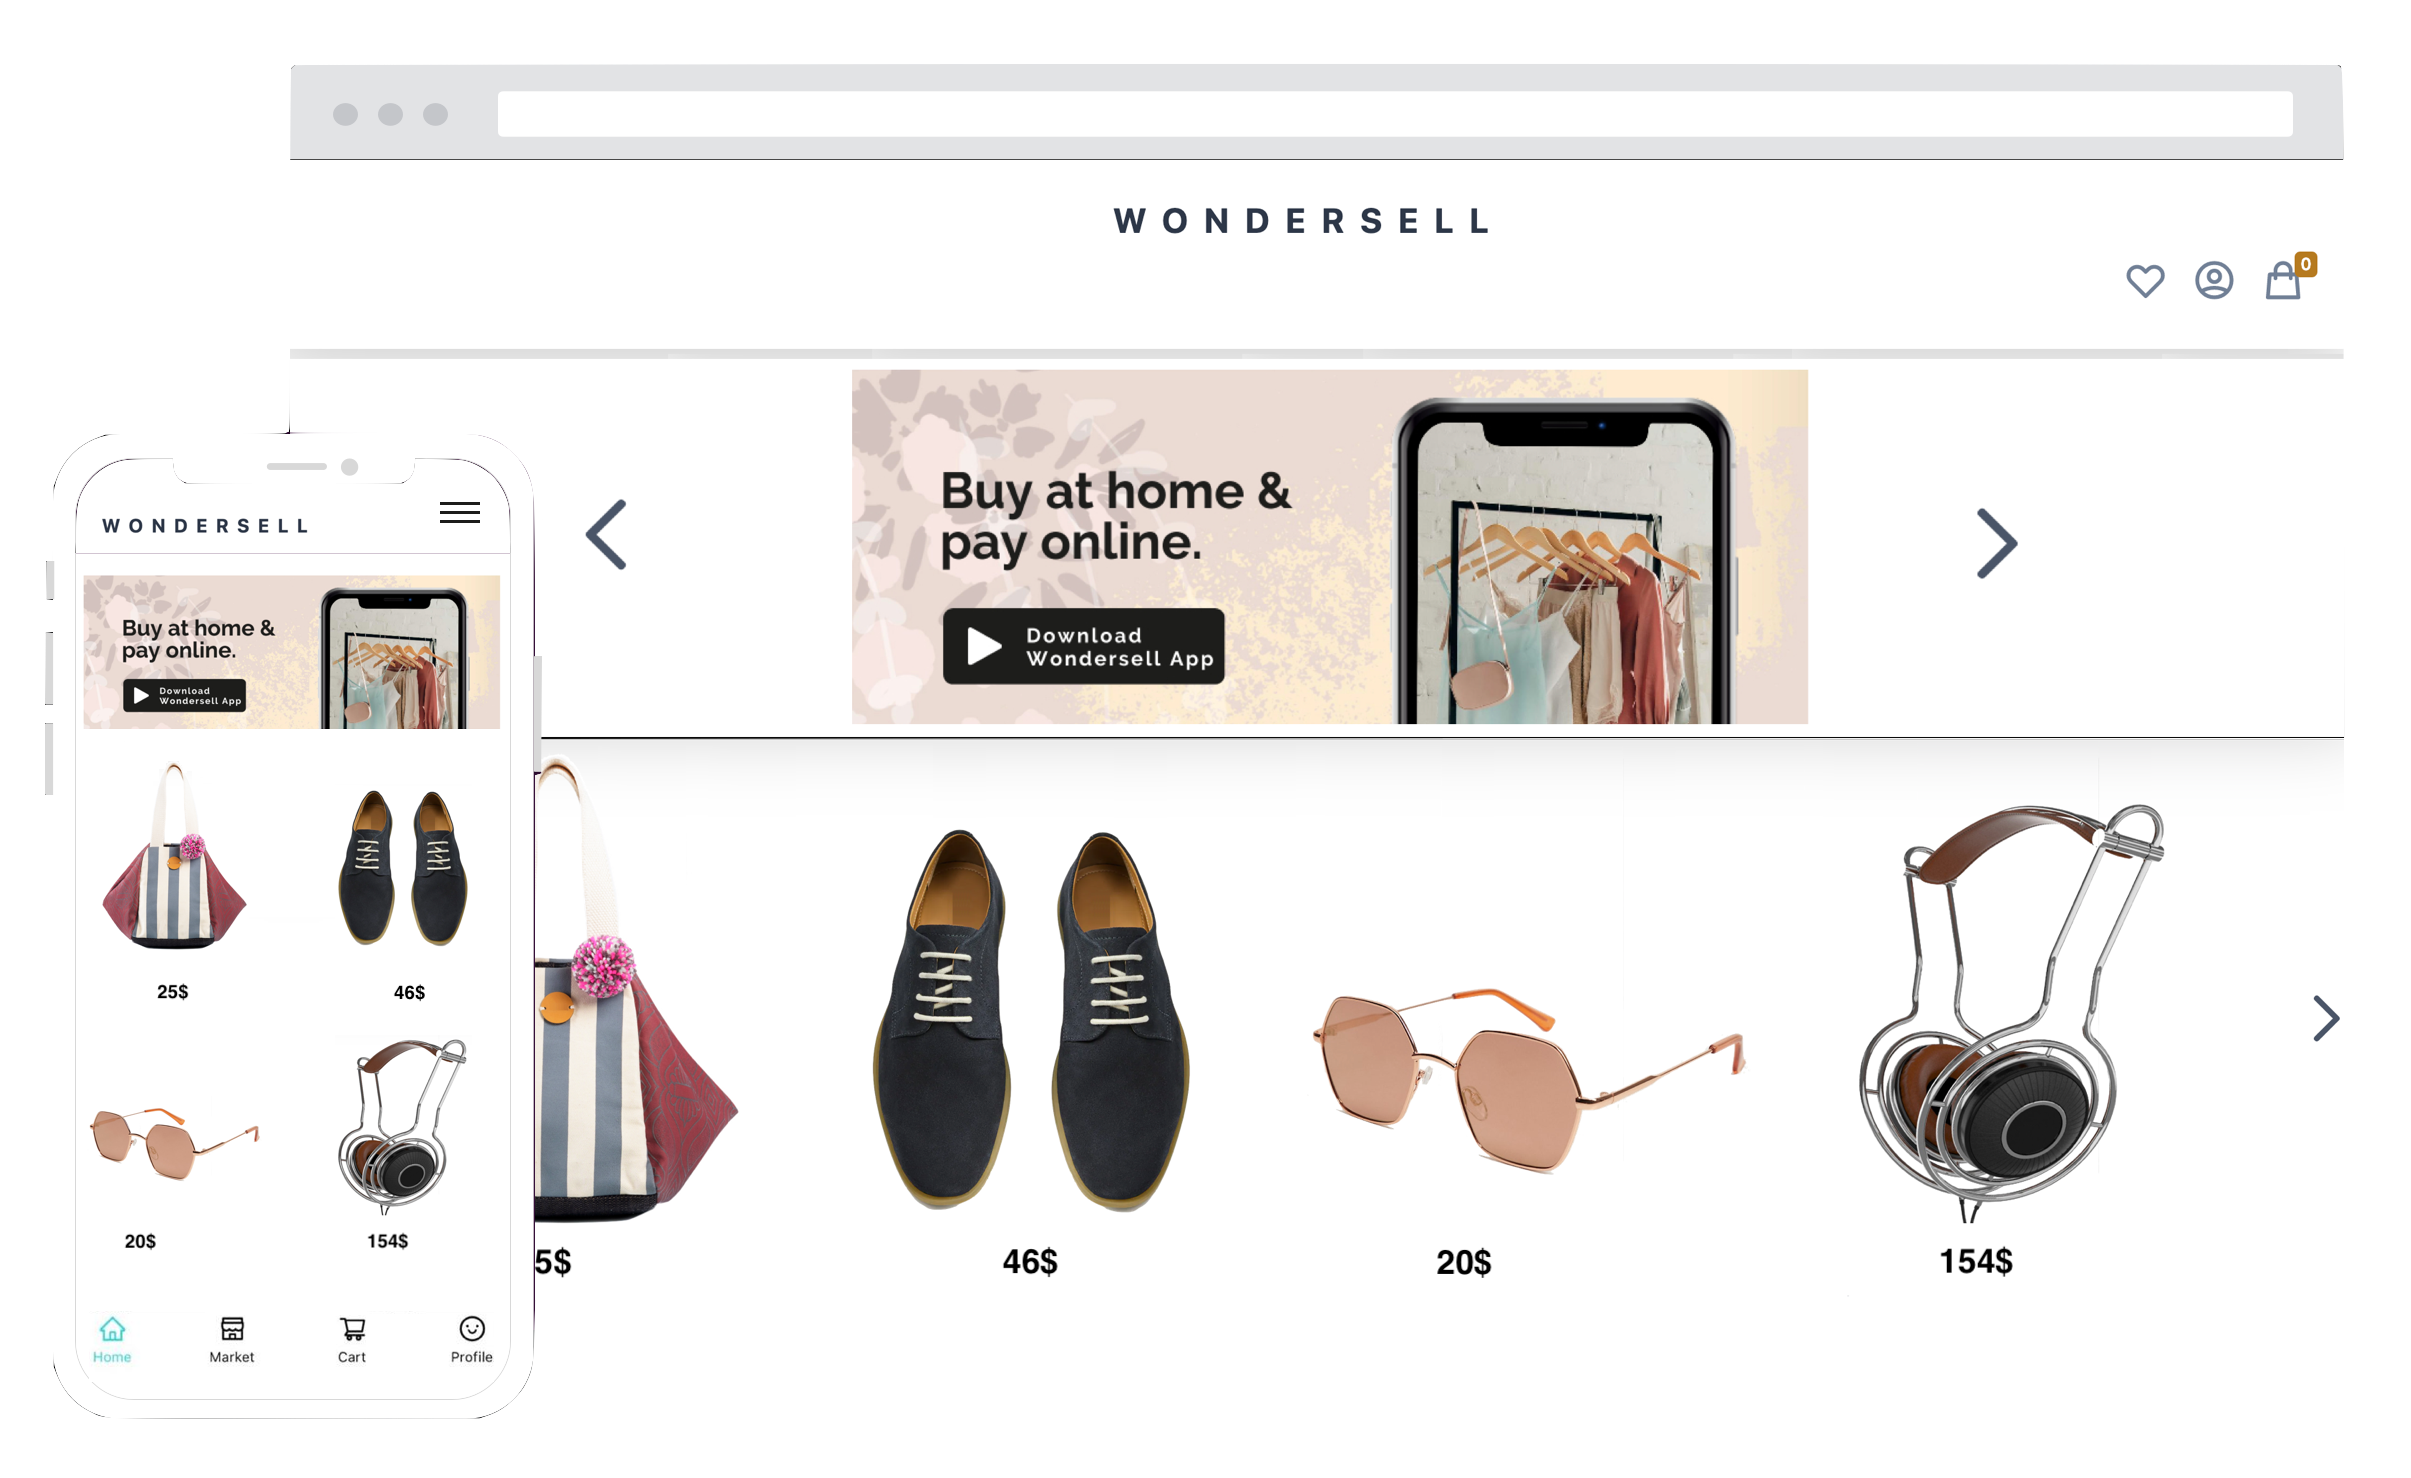 WONDERSELL
0
Buy at home &
pay online.
Download
Wondersell App
5$
46$
20$
154$
WONDERSELL
Buy at home &
pay online.
Download
Wondersell App
25$
46$
20$
154$
Home
Market
Cart
Profile